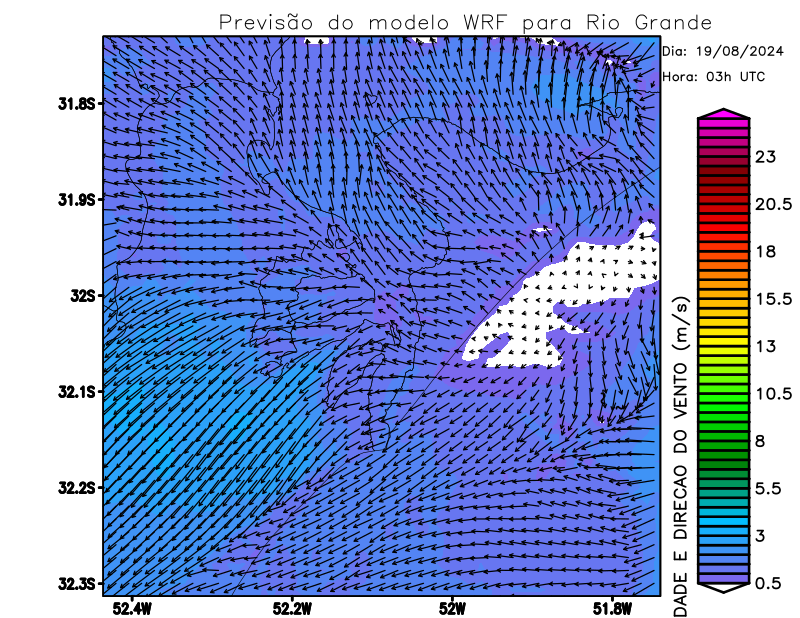 Previsão do modelo WRF para Rio Grande
Dia: 19/08/2024
Hora: 03h UTC
31.8S
31.9S
32S
32.1S
32.2S
32.3S
52.4W
52.2W
52W
51.8W
DADE E DIRECAO DO VENTO (m/s)
23
20.5
18
15.5
13
10.5
8
5.5
3
0.5